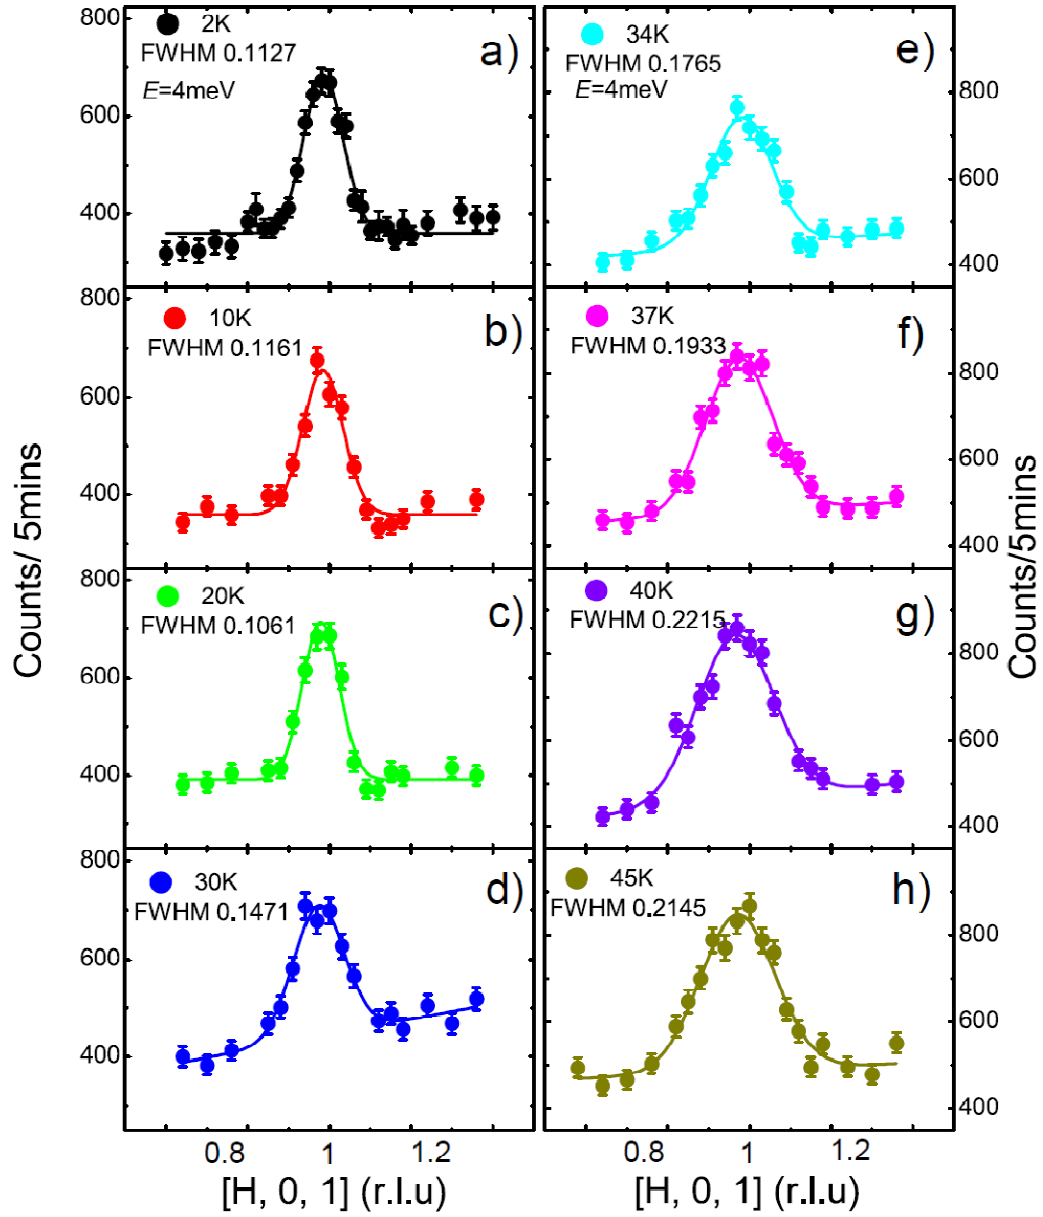 800
2K
FWHM 0.1127
a)
E=4meV
600
400
34K
FWHM 0.1765
e)
E=4meV
800
600
400
800
10K
FWHM 0.1161
b)
600
400
37K
FWHM 0.1933
f)
800
600
400
800
20K
FWHM 0.1061
c)
600
400
40K
FWHM 0.2215
g)
800
600
400
800
30K
FWHM 0.1471
d)
600
400
45K
FWHM 0.2145
h)
800
600
400
Counts/ 5mins
Counts/5mins
0.8 1 1.2
0.8 1 1.2
[H, 0, 1] (r.l.u)
[H, 0, 1] (r.l.u)